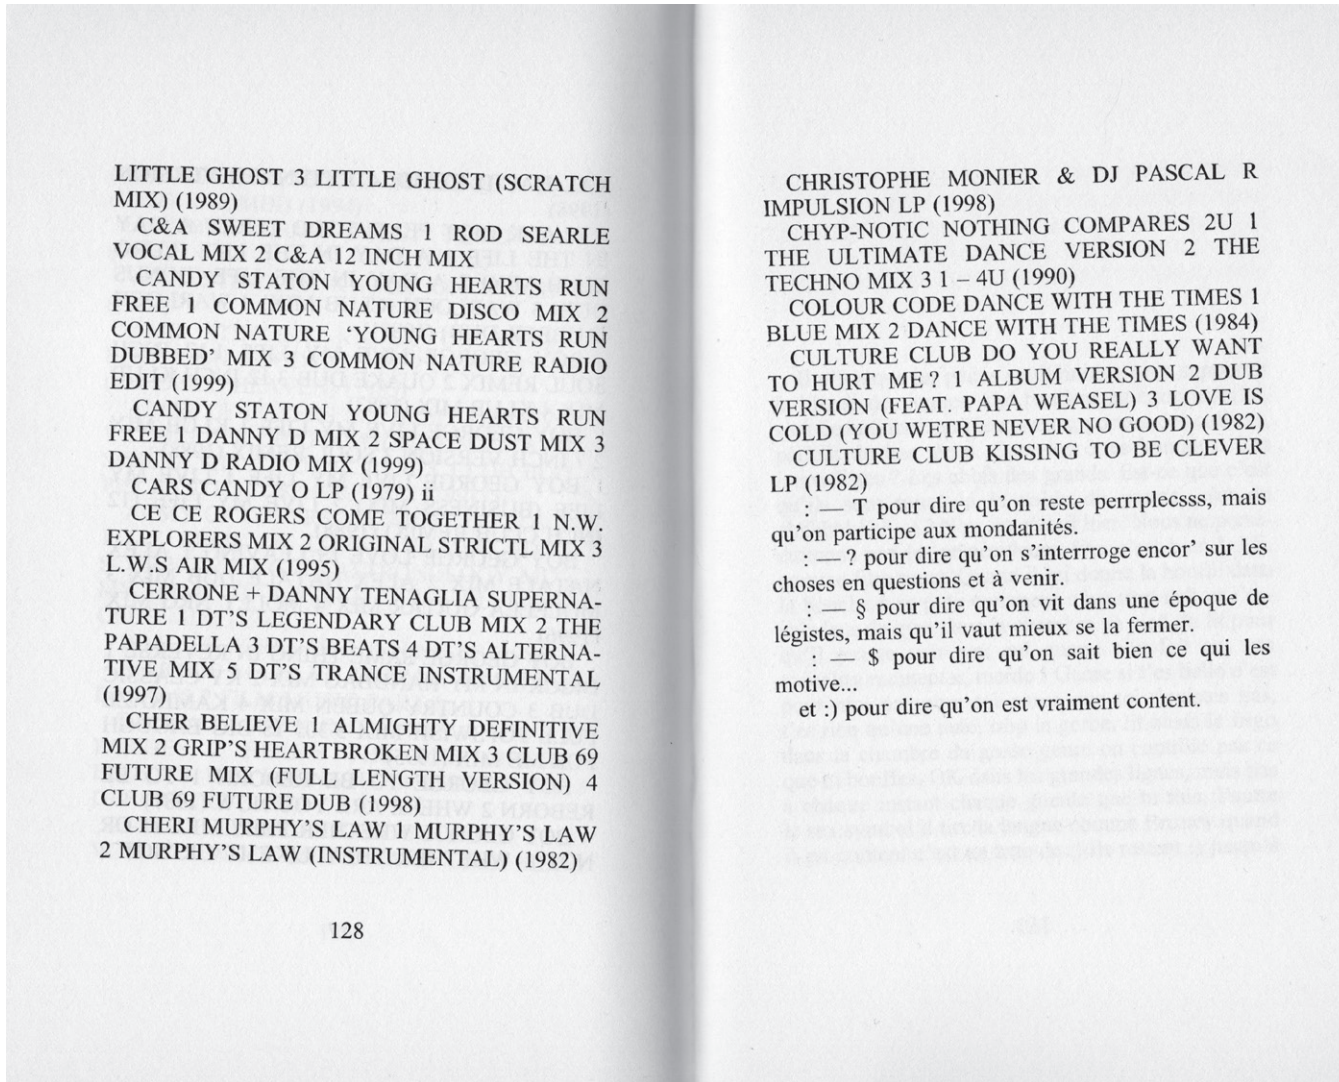 LITTLE GHOST 3 LITTLE GHOST (SCRATCH
MIX) (1989)
C&A SWEET DREAMS 1 ROD SEARLE
VOCAL MIX 2 C&A 12 INCH MIX
CANDY STATON YOUNG HEARTS RUN
FREE 1 COMMON NATURE DISCO MIX 2
COMMON NATURE ‘YOUNG HEARTS RUN
DUBBED’ MIX 3 COMMON NATURE RADIO
EDIT (1999)
CANDY STATON YOUNG HEARTS RUN
FREE 1 DANNY D MIX 2 SPACE DUST MIX 3
DANNY D RADIO MIX (1999)
CARS CANDY O LP (1979) ii
CE CE ROGERS COME TOGETHER 1 N.W.
EXPLORERS MIX 2 ORIGINAL STRICTL MIX 3
L.W.S AIR MIX (1995)
CERRONE + DANNY TENAGLIA SUPERNA-
TURE 1 DT’S LEGENDARY CLUB MIX 2 THE
PAPADELLA 3 DT’S BEATS 4 DT’S ALTERNA-
TIVE MIX 5 DT’S TRANCE INSTRUMENTAL
(1997)
CHER BELIEVE 1 ALMIGHTY DEFINITIVE
MIX 2 GRIP’S HEARTBROKEN MIX 3 CLUB 69
FUTURE MIX (FULL LENGTH VERSION) 4
CLUB 69 FUTURE DUB (1998)
CHERI MURPHY’S LAW 1 MURPHY’S LAW
2 MURPHY’S LAW (INSTRUMENTAL) (1982)
128
CHRISTOPHE MONIER & DJ PASCAL R
IMPULSION LP (1998)
CHYP-NOTIC NOTHING COMPARES 2U 1
THE ULTIMATE DANCE VERSION 2 THE
TECHNO MIX 3 1 – 4U (1990)
COLOUR CODE DANCE WITH THE TIMES 1
BLUE MIX 2 DANCE WITH THE TIMES (1984)
CULTURE CLUB DO YOU REALLY WANT
TO HURT ME ? 1 ALBUM VERSION 2 DUB
VERSION (FEAT. PAPA WEASEL) 3 LOVE IS
COLD (YOU WETRE NEVER NO GOOD) (1982)
CULTURE CLUB KISSING TO BE CLEVER
LP (1982)
: — T pour dire qu’on reste perrrplecsss, mais
qu’on participe aux mondanités.
: — ? pour dire qu’on s’interrroge encor’ sur les
choses en questions et à venir.
: — § pour dire qu’on vit dans une époque de
légistes, mais qu’il vaut mieux se la fermer.
: — $ pour dire qu’on sait bien ce qui les
motive...
et :) pour dire qu’on est vraiment content.